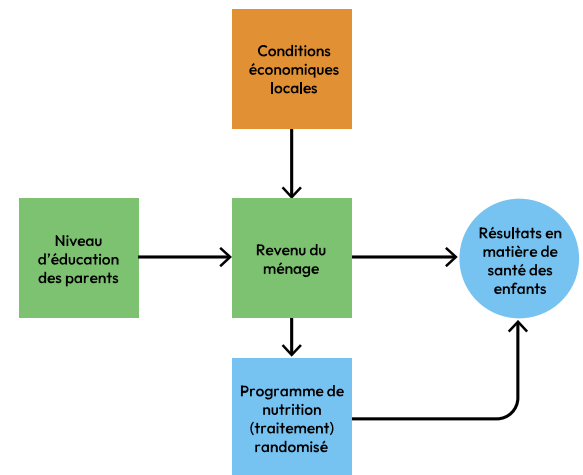 Conditions
économiques
locales
Niveau
d'éducation
des parents
Revenu du
ménage
Résultats en
matière de
santé des
enfants
Programme de
nutrition
(traitement)
randomisé